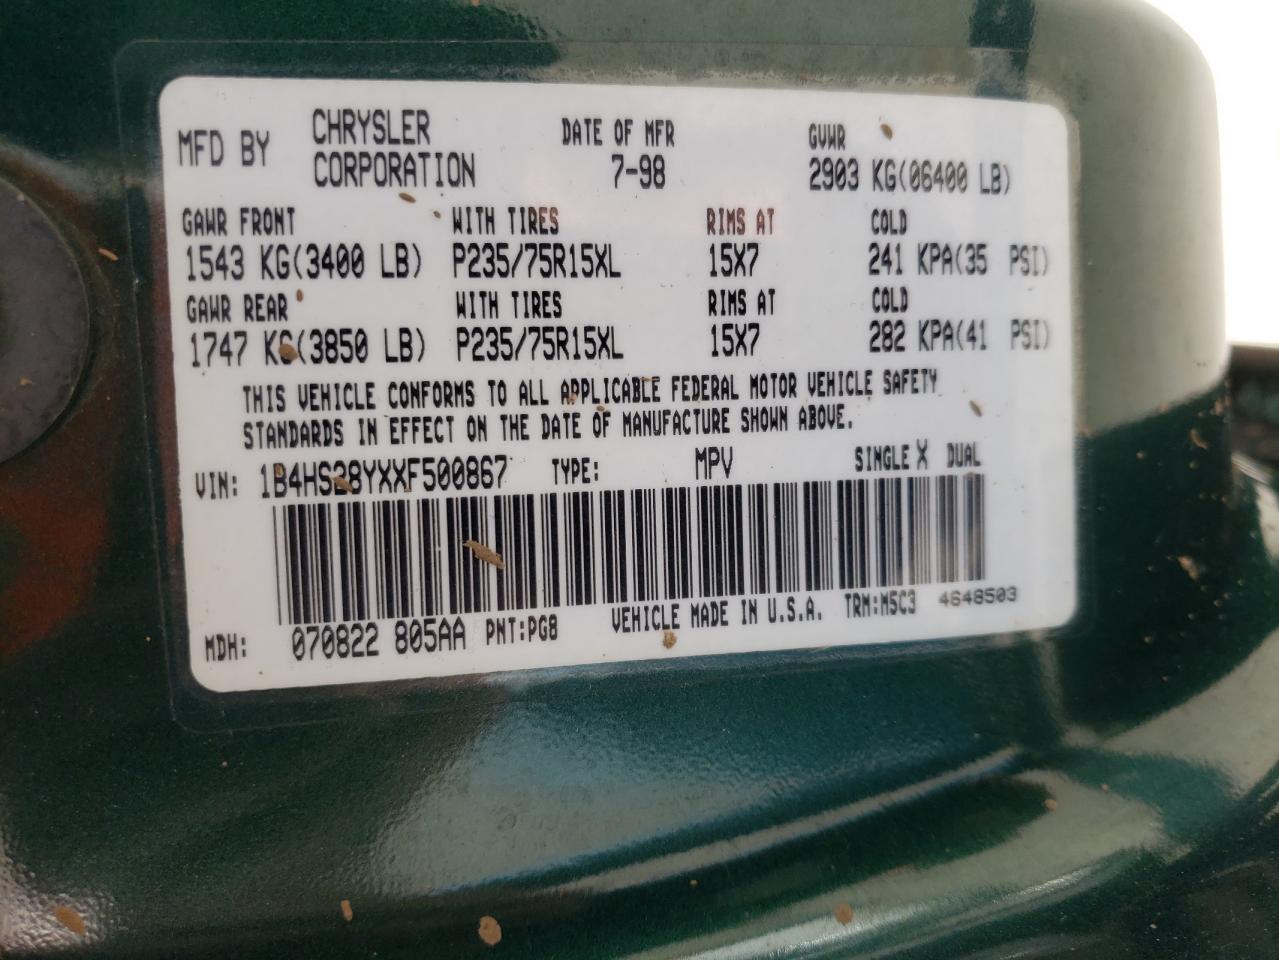 MFD BY CHRYSLER CORPORATION DATE OF MFR 7-98 GVWR 2903 KG(06400 LB)
GAWR FRONT WITH TIRES RIMS AT COLD
1543 KG(3400 LB) P235/75R15XL 15X7 241 KPA(35 PSI)
GAWR REAR WITH TIRES RIMS AT COLD
1747 KG(3850 LB) P235/75R15XL 15X7 282 KPA(41 PSI)
THIS VEHICLE CONFORMS TO ALL APPLICABLE FEDERAL MOTOR VEHICLE SAFETY
STANDARDS IN EFFECT ON THE DATE OF MANUFACTURE SHOWN ABOVE.
VIN: 1B4HS28YXXF500867 TYPE: MPV SINGLE X DUAL
MDH: 070822 805AA PNT:PG8 VEHICLE MADE IN U.S.A. TRM:M5C3 4648503